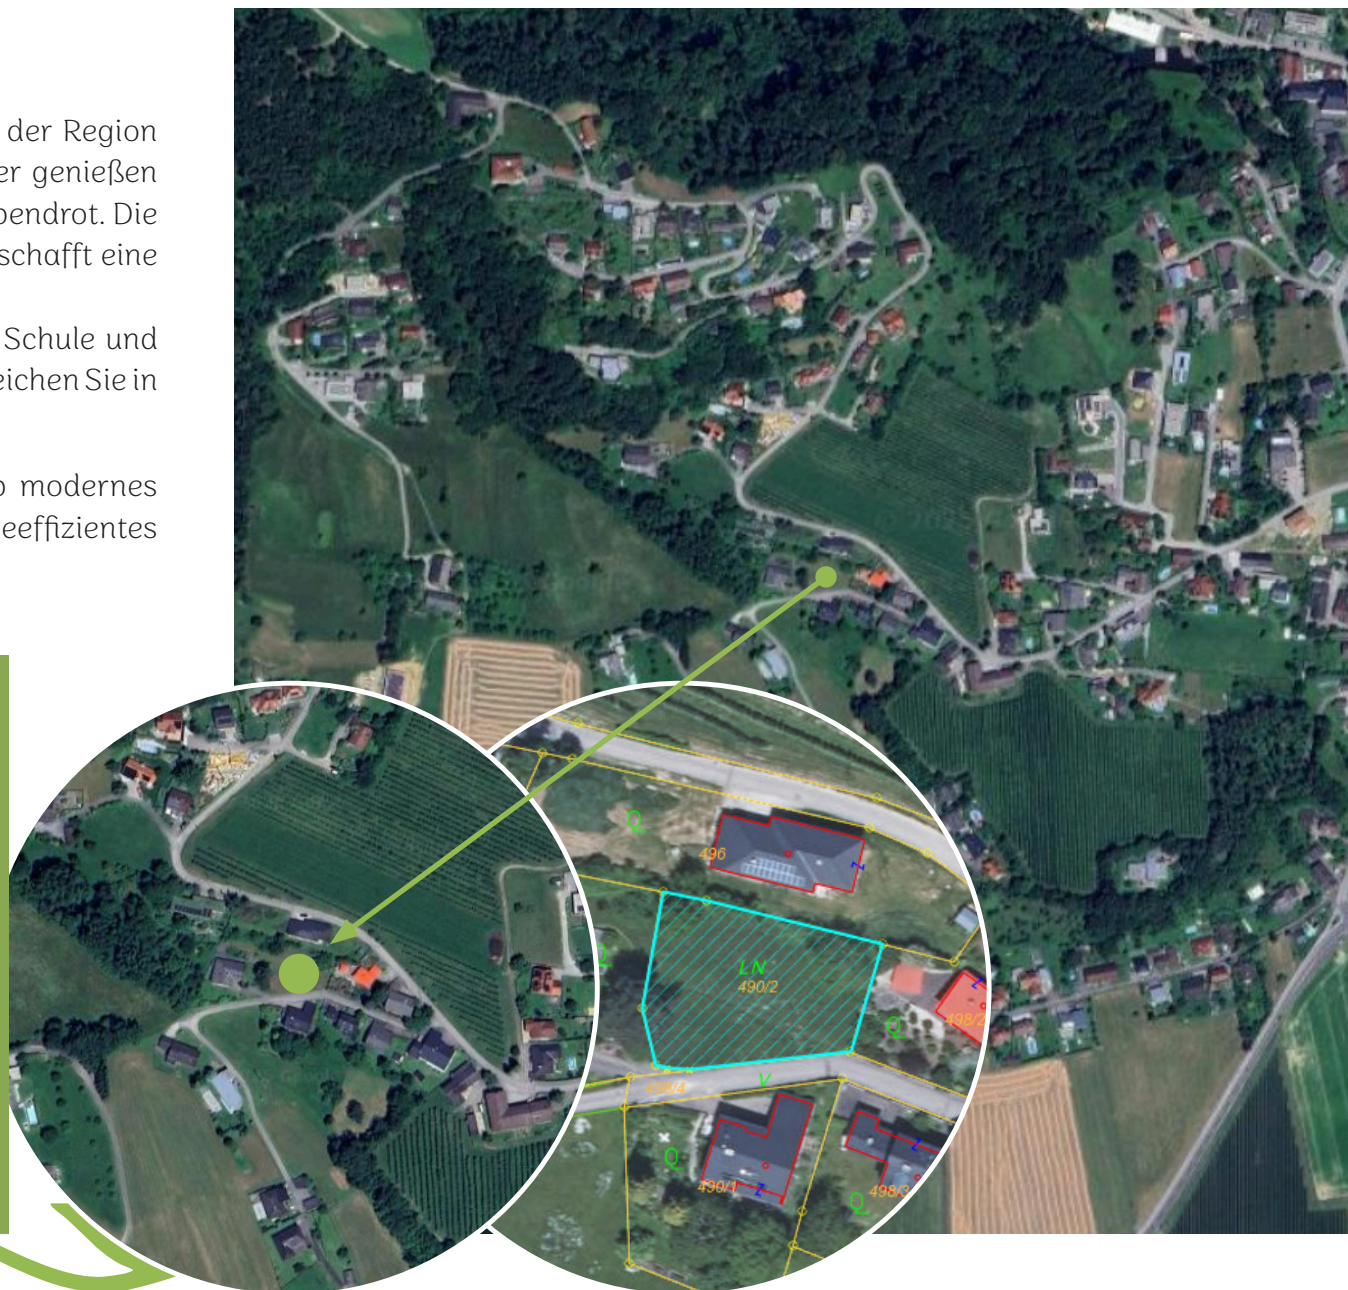 der Region
er genießen
bendrot. Die
schafft eine
Schule und
eichen Sie in
modernes
eeffizientes
Q
496
Z
Q
LN
490/2
Z
498/2
Q
498/4
V
Q
490/1
Z
Z
498/3
Q